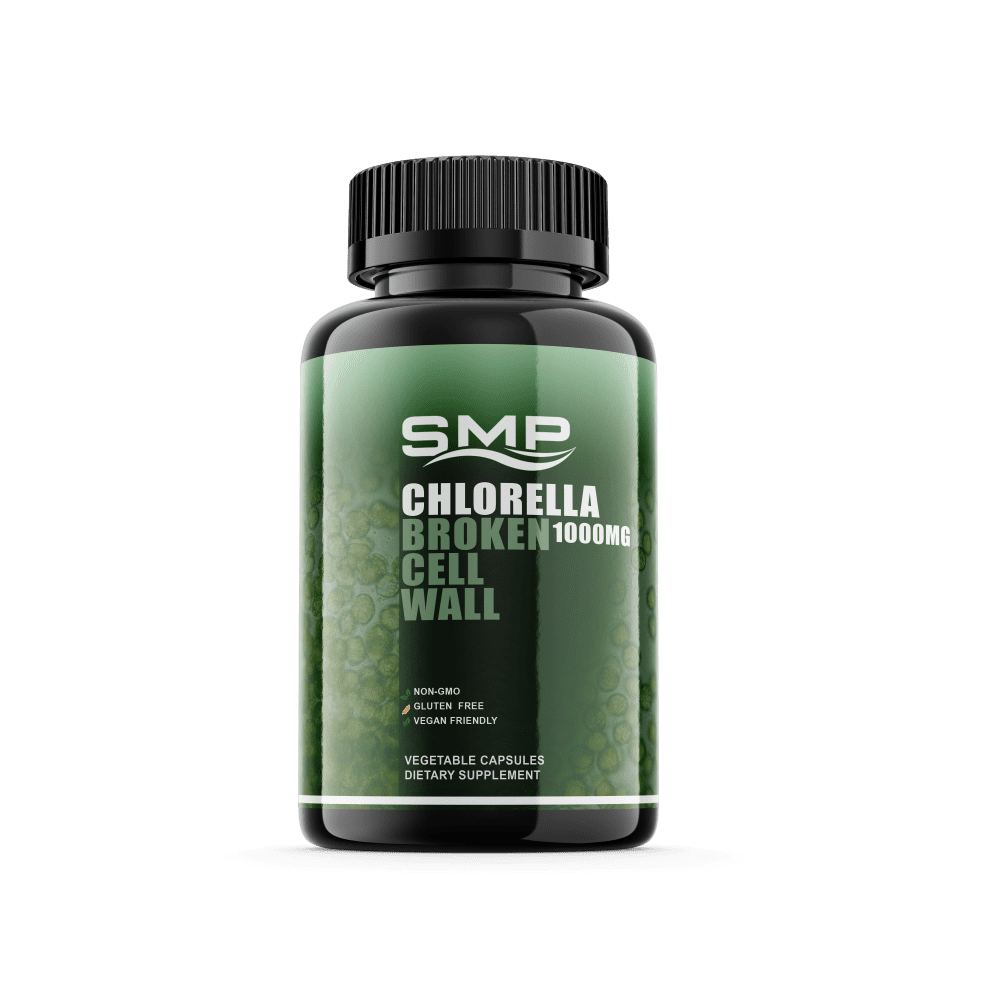 SMP
CHLORELLA
BROKEN 1000MG
CELL
WALL
NON-GMO
GLUTEN FREE
VEGAN FRIENDLY
VEGETABLE CAPSULES
DIETARY SUPPLEMENT